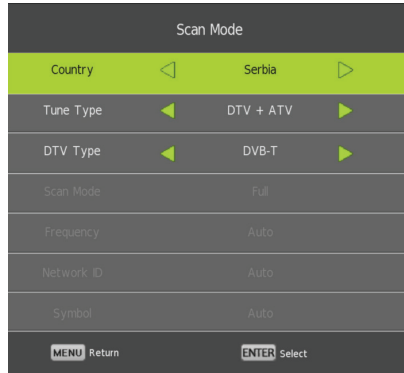 Scan Mode
Country Serbia
Tune Type DTV + ATV
DTV Type DVB-T
Scan Mode Full
Frequency Auto
Network ID Auto
Symbol Auto
MENU Return ENTER Select